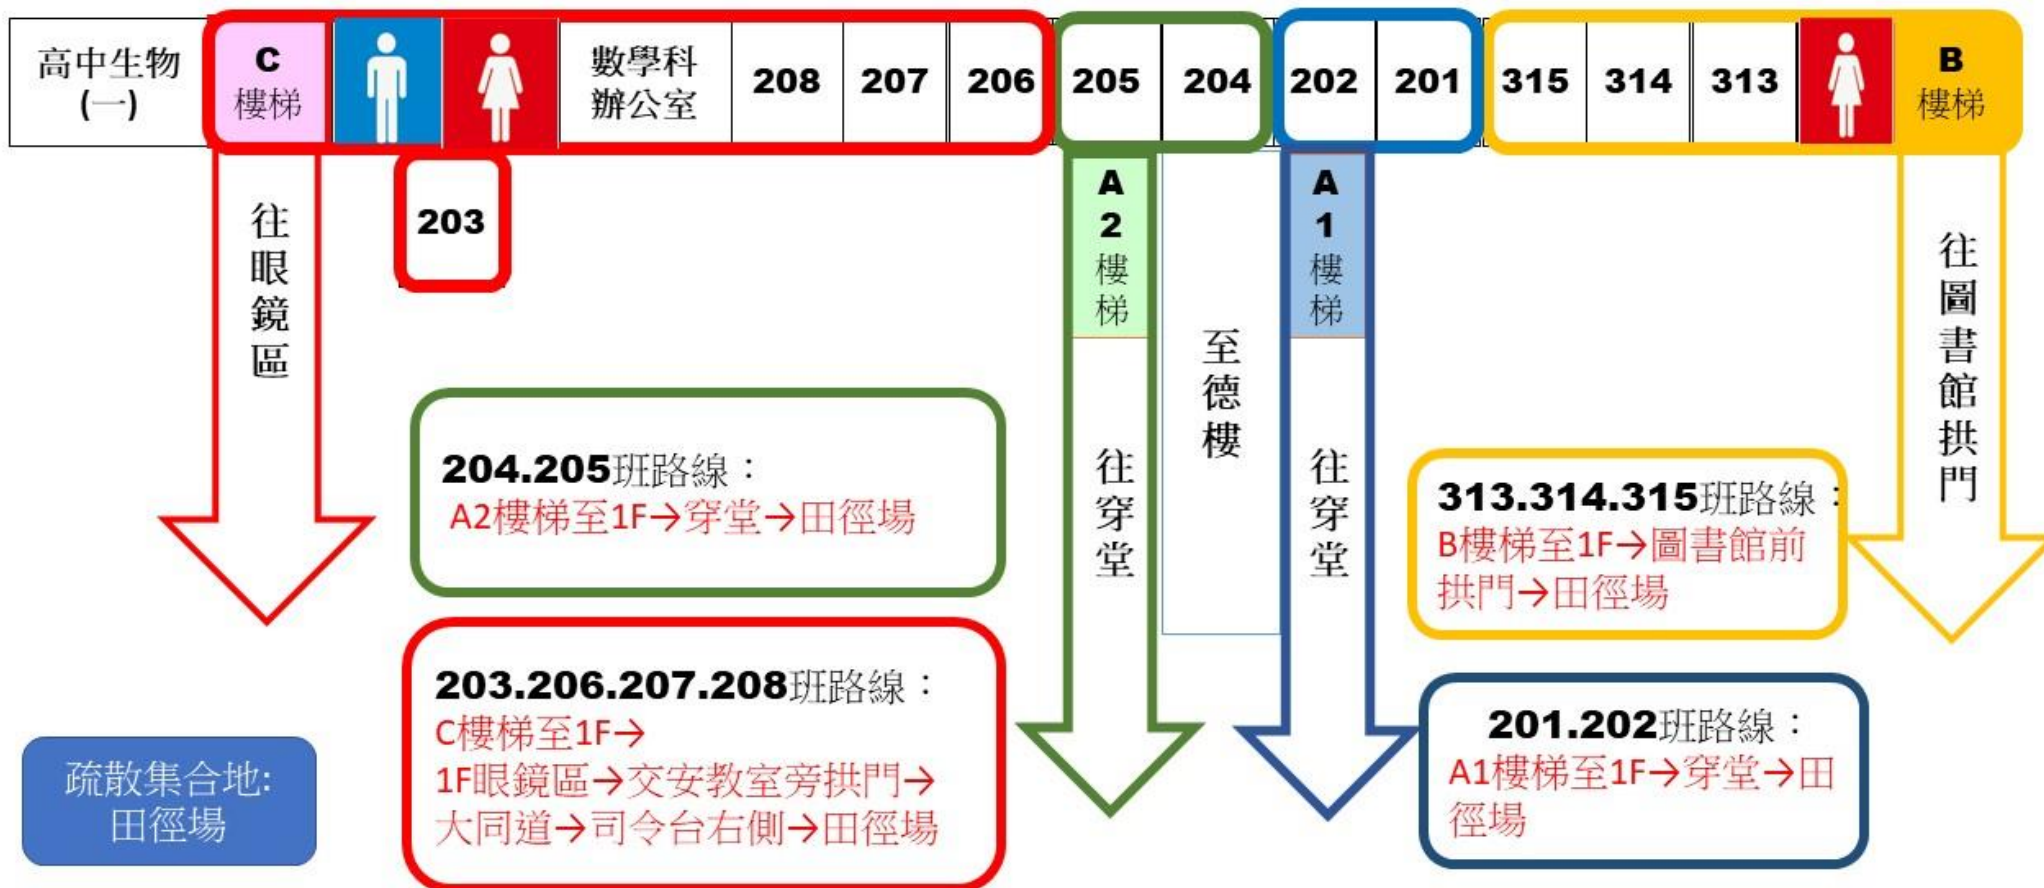 高中生物
(一)
C
樓梯
數學科
辦公室
208
207
206
205
204
202
201
315
314
313
B
樓梯
203
往眼鏡區
A
2
樓
梯
往穿堂
至德樓
A
1
樓
梯
往穿堂
往圖書館拱門
204.205班路線：
A2樓梯至1F→穿堂→田徑場
313.314.315班路線：
B樓梯至1F→圖書館前
拱門→田徑場
203.206.207.208班路線：
C樓梯至1F→
1F眼鏡區→交安教室旁拱門→
大同道→司令台右側→田徑場
201.202班路線：
A1樓梯至1F→穿堂→田
徑場
疏散集合地:
田徑場